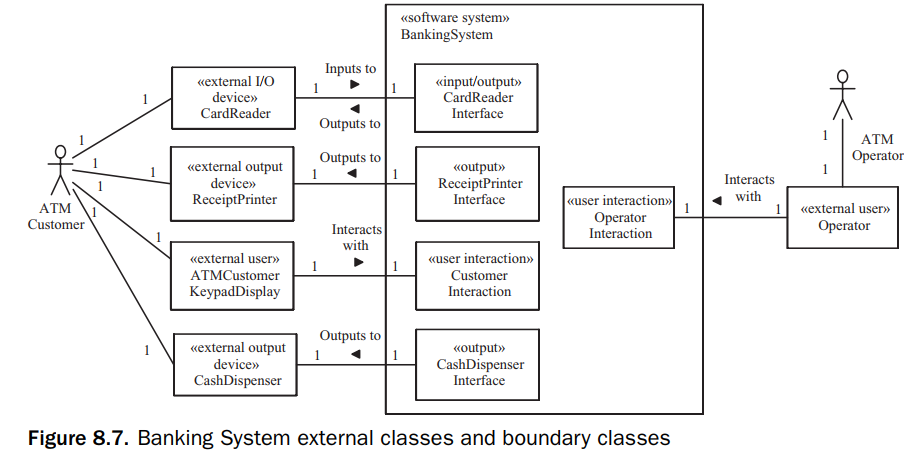 «software system»
BankingSystem
«external I/O
device»
CardReader
Inputs to
Outputs to
1
1
1
1
«input/output»
CardReader
Interface
«external output
device»
ReceiptPrinter
Outputs to
1
1
1
1
«output»
ReceiptPrinter
Interface
ATM
Customer
«external user»
ATMCustomer
KeypadDisplay
Interacts
with
1
1
1
1
«user interaction»
Customer
Interaction
«external output
device»
CashDispenser
Outputs to
1
1
1
1
«output»
CashDispenser
Interface
«user interaction»
Operator
Interaction
Interacts
with
1
1
«external user»
Operator
1
1
ATM
Operator
Figure 8.7. Banking System external classes and boundary classes